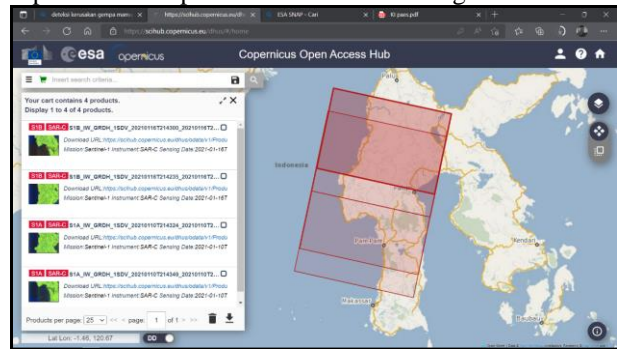 deteksi kerusakan gempa mamu
https://scihub.copernicus.eu/dh
ESA SNAP - Cari
KI pars.pdf
https://scihub.copernicus.eu/dhus/#/home
esa
opernicus
Copernicus Open Access Hub
Insert search criteria...
Your cart contains 4 products.
Display 1 to 4 of 4 products.
S1B SAR-C S1B_IW_GRDH_1SDV_20210116T214300_20210116T2...
Download URL: https://scihub.copernicus.eu/dhus/odata/v1/Produ
Mission: Sentinel-1 Instrument: SAR-C Sensing Date: 2021-01-16T
S1B SAR-C S1B_IW_GRDH_1SDV_20210116T214235_20210116T2...
Download URL: https://scihub.copernicus.eu/dhus/odata/v1/Produ
Mission: Sentinel-1 Instrument: SAR-C Sensing Date: 2021-01-16T
S1A SAR-C S1A_IW_GRDH_1SDV_20210110T214324_20210110T2...
Download URL: https://scihub.copernicus.eu/dhus/odata/v1/Produ
Mission: Sentinel-1 Instrument: SAR-C Sensing Date: 2021-01-10T
S1A SAR-C S1A_IW_GRDH_1SDV_20210110T214349_20210110T2...
Download URL: https://scihub.copernicus.eu/dhus/odata/v1/Produ
Mission: Sentinel-1 Instrument: SAR-C Sensing Date: 2021-01-10T
Products per page: 25 << < page: 1 of 1 > >>
Lat Lon: -1.46, 120.67
DD
Palu
Indonesia
Parepare
Kendari
Makassar
Baubau